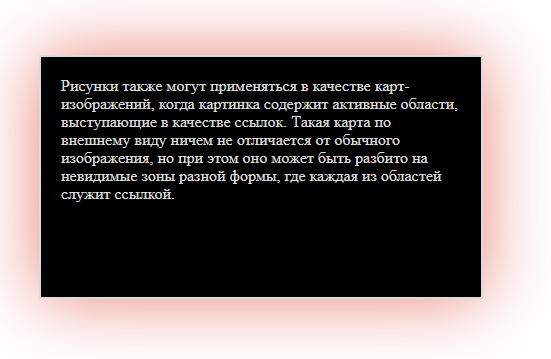 Рисунки также могут применяться в качестве карт-
изображений, когда картинка содержит активные области,
выступающие в качестве ссылок. Такая карта по
внешнему виду ничем не отличается от обычного
изображения, но при этом оно может быть разбито на
невидимые зоны разной формы, где каждая из областей
служит ссылкой.